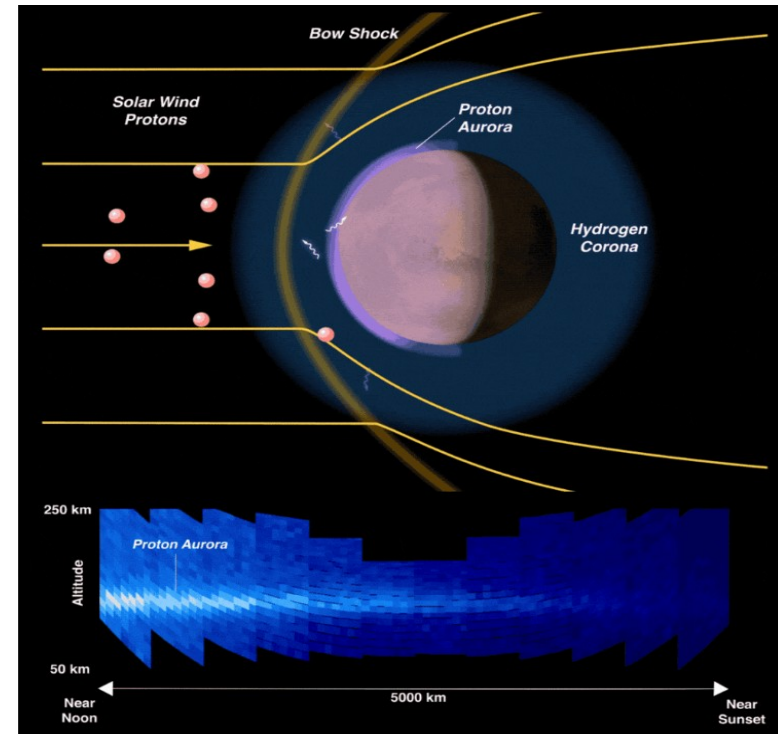 Bow Shock
Solar Wind
Protons
Proton
Aurora
Hydrogen
Corona
250 km
Proton Aurora
Altitude
50 km
5000 km
Near
Noon
Near
Sunset